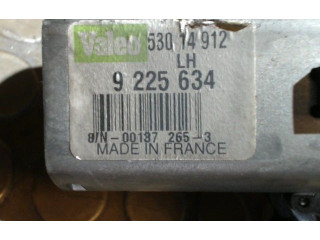 Valeo 530 14 912
LH
9 225 634
S/N-00137 265-3
MADE IN FRANCE